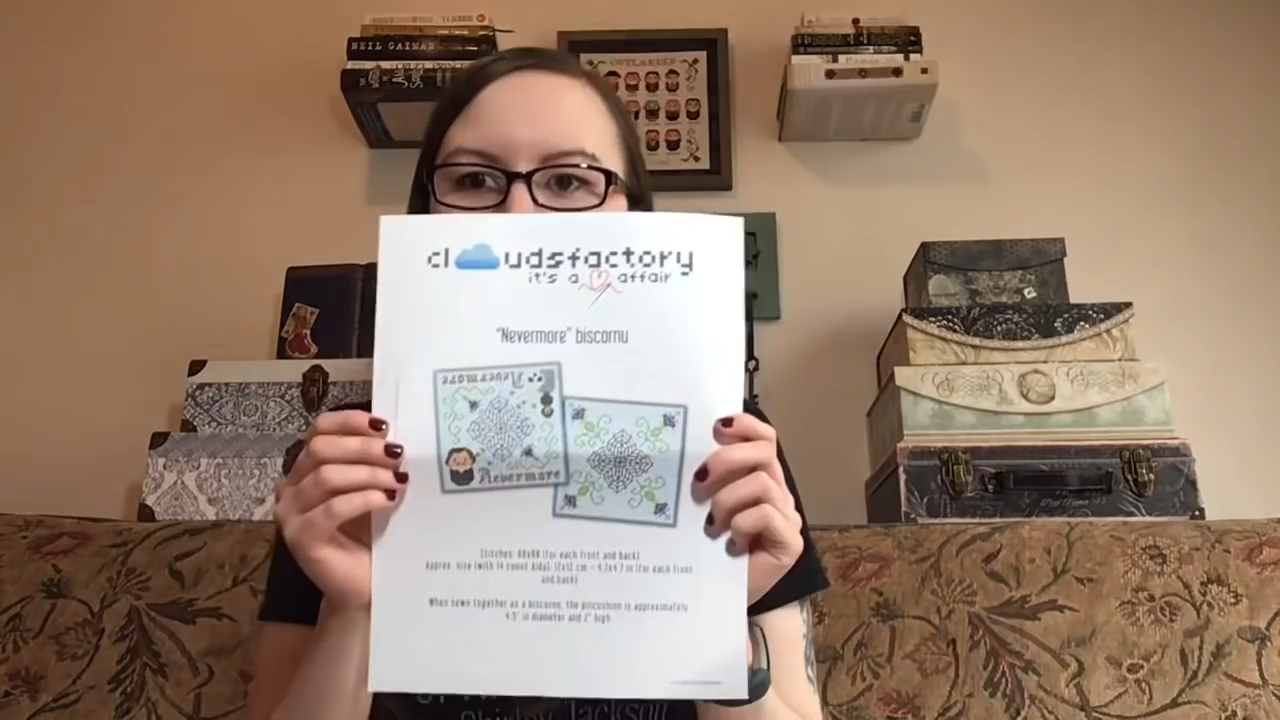 NEIL GAIMAN
OUTLANDER
cloudsfactory
it's a affair
"Nevermore" biscornu
Nevermore
Nevermore
Stitches: 66x66 (for each front and back)
Approx. size (with 14 count Aida): 12x12 cm - 4.7x4.7 in (for each front
and back)
When sewn together as a biscornu, the pincushion is approximately
4.5" in diameter and 2" high
Shirley Jackson